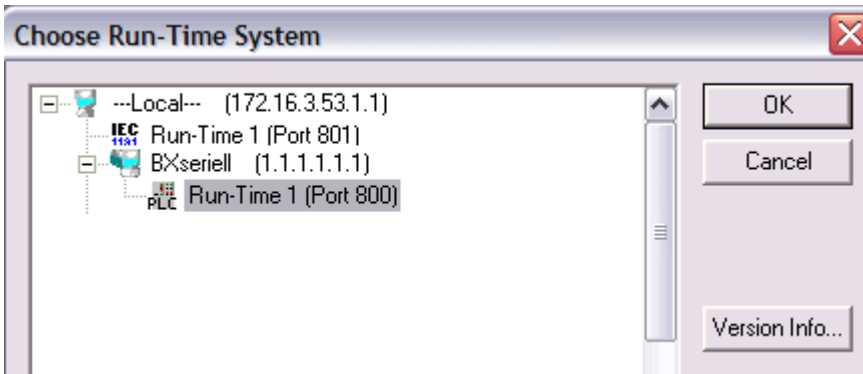 Choose Run-Time System
---Local--- (172.16.3.53.1.1)
OK
IEC
1131
Run-Time 1 (Port 801)
BXseriell (1.1.1.1.1.1)
Cancel
PLC
Run-Time 1 (Port 800)
Version Info...